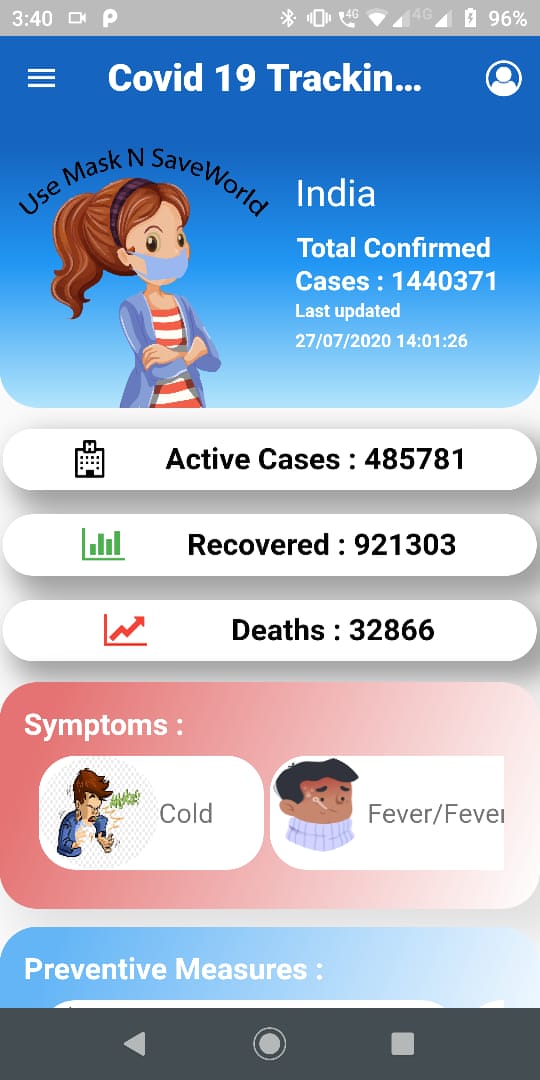 3:40 4G 4G 96%
Covid 19 Trackin...
Use Mask N SaveWorld
India
Total Confirmed
Cases : 1440371
Last updated
27/07/2020 14:01:26
Active Cases : 485781
Recovered : 921303
Deaths : 32866
Symptoms :
Cold
Fever/Fever
Preventive Measures :